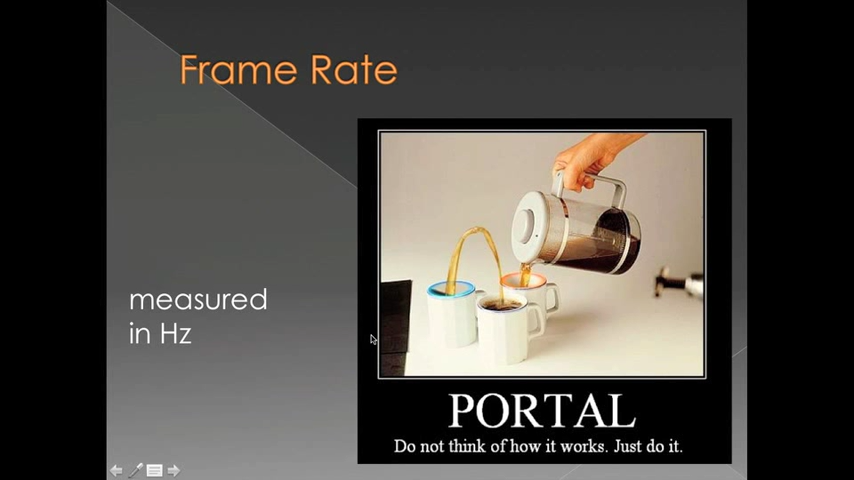 Frame Rate
measured
in Hz
PORTAL
Do not think of how it works. Just do it.